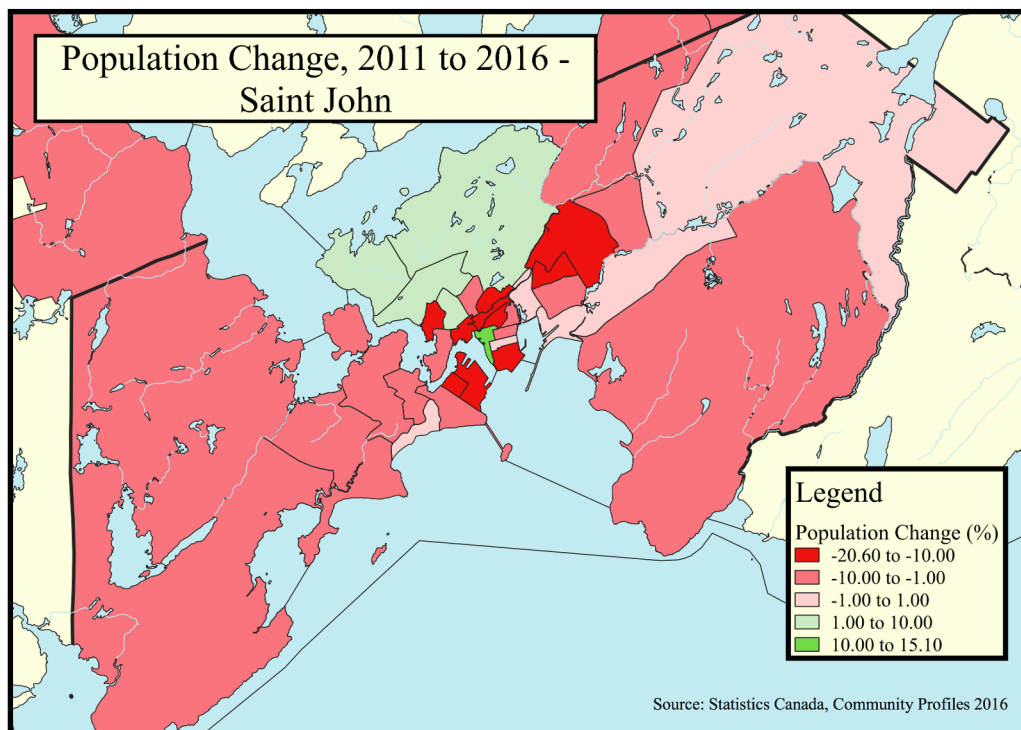 Population Change, 2011 to 2016 -
Saint John
Legend
Population Change (%)
-20.60 to -10.00
-10.00 to -1.00
-1.00 to 1.00
1.00 to 10.00
10.00 to 15.10
Source: Statistics Canada, Community Profiles 2016